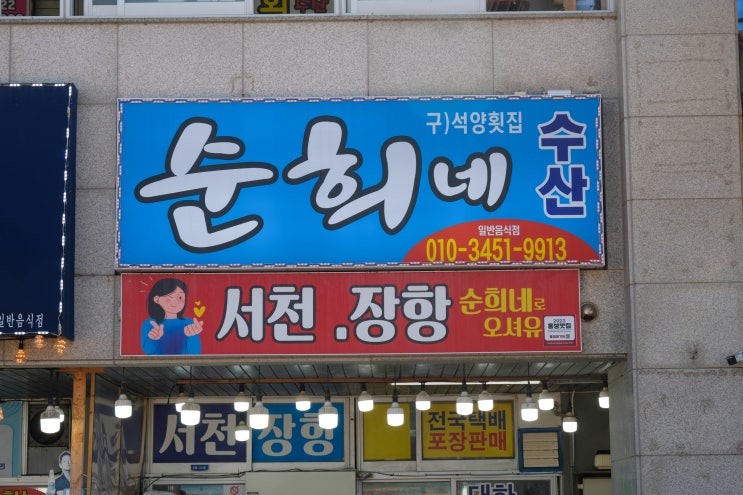 구)석양횟집
순희네
수산
일반음식점
010-3451-9913
서천.장항
순희네로
오셔유
2023
일반음식점
서천
장항
전국택배
포장판매